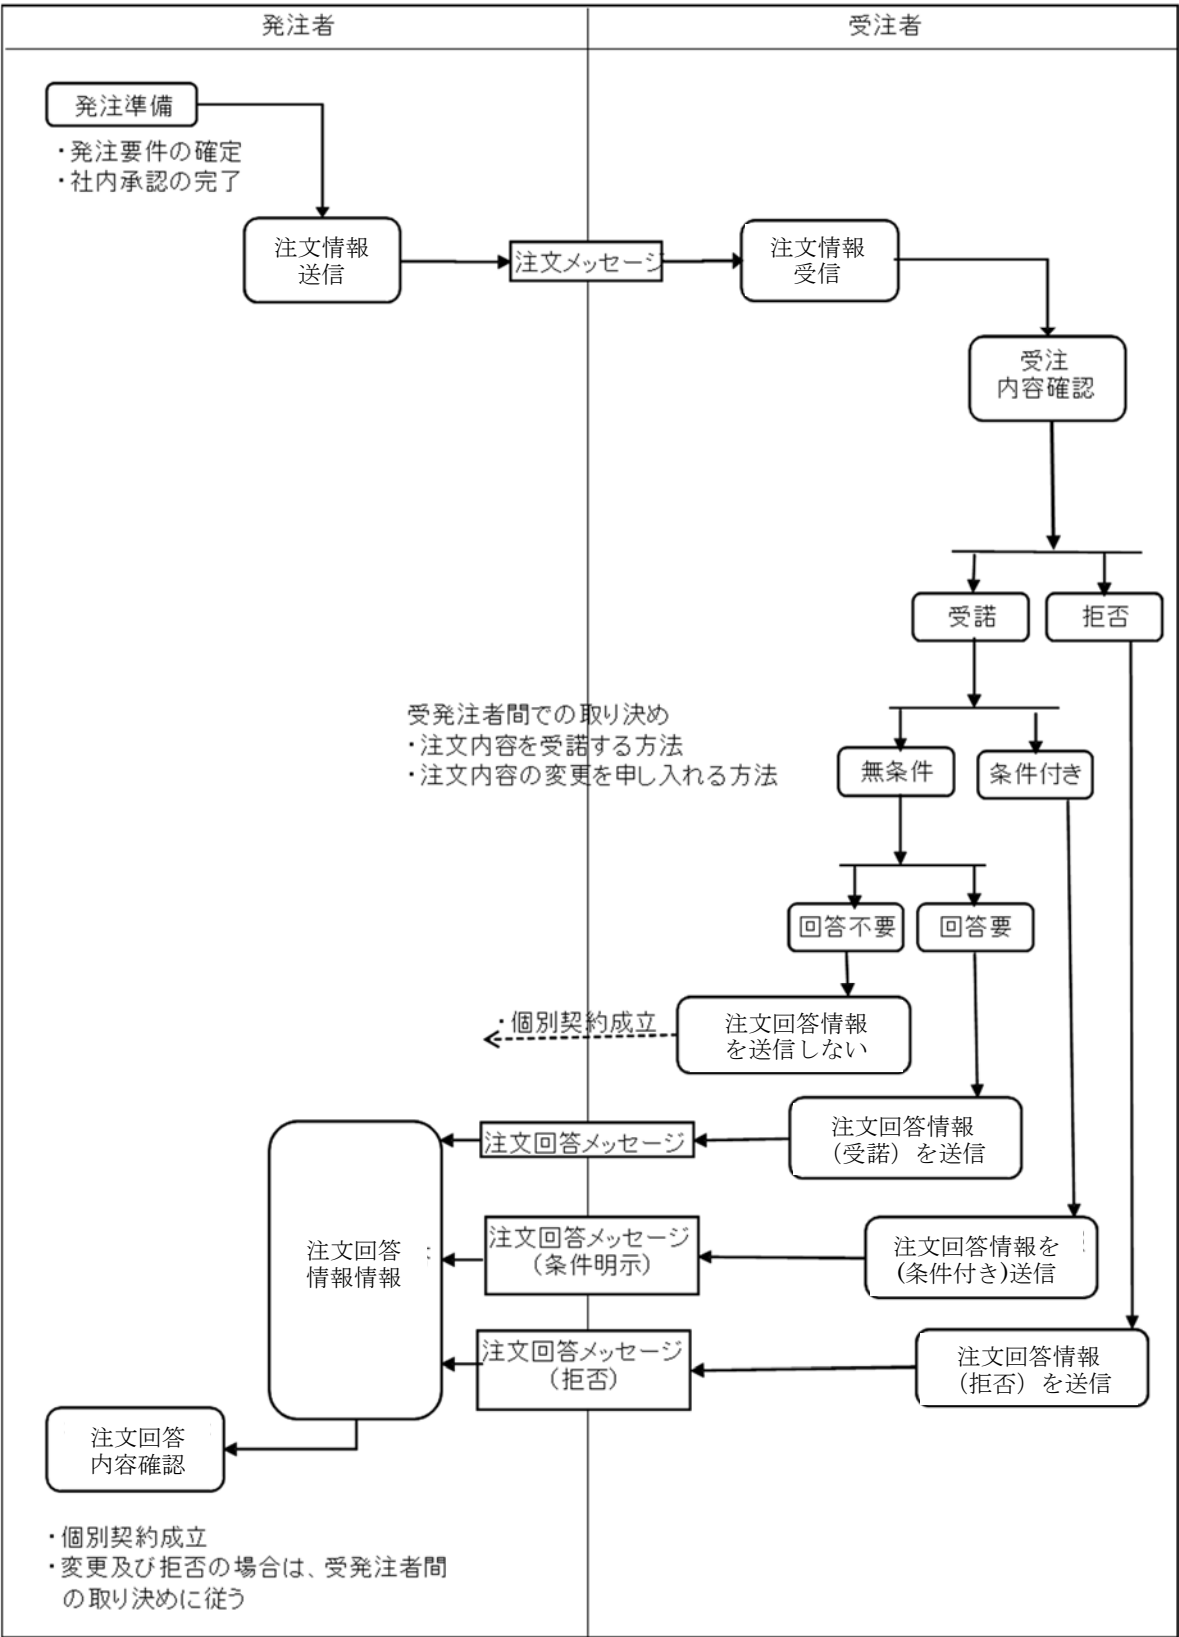 発注者
受注者
発注準備
・発注要件の確定
・社内承認の完了
注文情報
送信
注文メッセージ
注文情報
受信
受注
内容確認
受諾
拒否
受発注者間での取り決め
・注文内容を受諾する方法
・注文内容の変更を申し入れる方法
無条件
条件付き
回答不要
回答要
・個別契約成立
注文回答情報
を送信しない
注文回答メッセージ
注文回答情報
（受諾）を送信
注文回答
情報情報
注文回答メッセージ
（条件明示）
注文回答情報を
(条件付き)送信
注文回答メッセージ
（拒否）
注文回答情報
（拒否）を送信
注文回答
内容確認
・個別契約成立
・変更及び拒否の場合は、受発注者間
の取り決めに従う